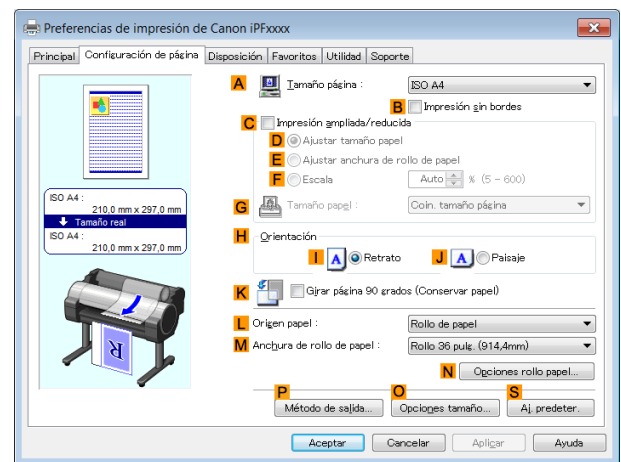 Preferencias de impresión de Canon iPFxxxx
Principal Configuración de página Disposición Favoritos Utilidad Soporte
A Tamaño página : ISO A4
B Impresión sin bordes
C Impresión ampliada/reducida
D Ajustar tamaño papel
E Ajustar anchura de rollo de papel
F Escala Auto % (5 - 600)
G Tamaño papel : Coin. tamaño página
ISO A4 :
210,0 mm x 297,0 mm
Tamaño real
ISO A4 :
210,0 mm x 297,0 mm
H Orientación
I A Retrato J A Paisaje
K Girar página 90 grados (Conservar papel)
L Origen papel : Rollo de papel
M Anchura de rollo de papel : Rollo 36 pulg. (914,4mm)
N Opciones rollo papel...
P O S
Método de salida... Opciones tamaño... Aj. predeter.
Aceptar Cancelar Aplicar Ayuda